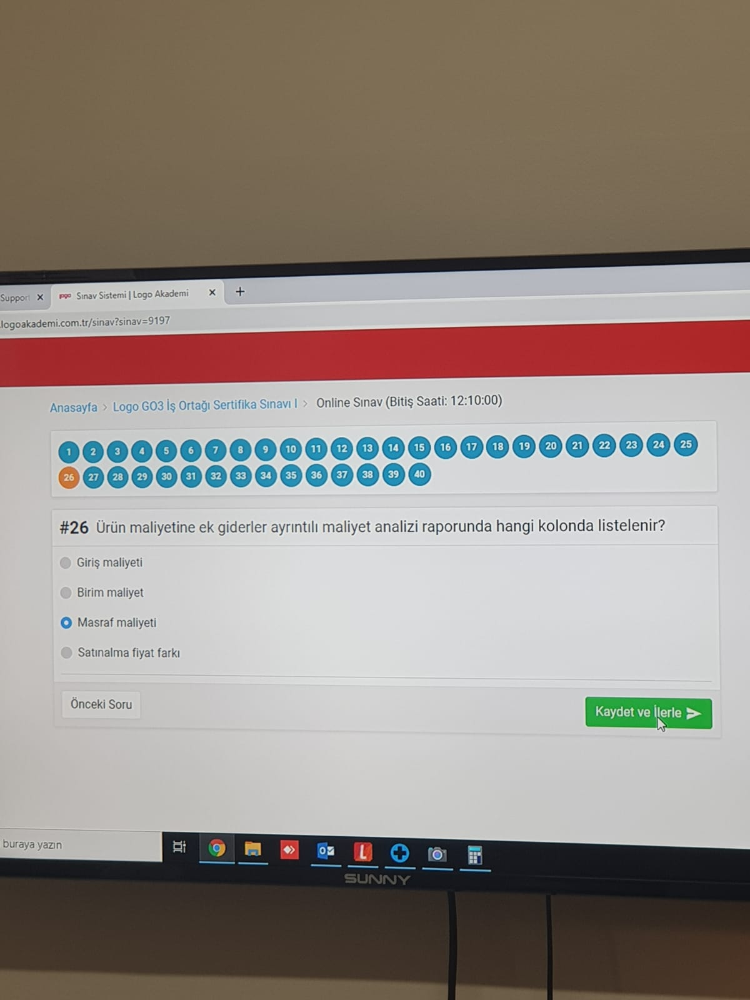 Support
logo Sınav Sistemi | Logo Akademi
.logoakademi.com.tr/sinav?sinav=9197
Anasayfa > Logo GO3 İş Ortağı Sertifika Sınavı I > Online Sınav (Bitiş Saati: 12:10:00)
1 2 3 4 5 6 7 8 9 10 11 12 13 14 15 16 17 18 19 20 21 22 23 24 25
26 27 28 29 30 31 32 33 34 35 36 37 38 39 40
#26 Ürün maliyetine ek giderler ayrıntılı maliyet analizi raporunda hangi kolonda listelenir?
Giriş maliyeti
Birim maliyet
Masraf maliyeti
Satınalma fiyat farkı
Önceki Soru
Kaydet ve İlerle
buraya yazın
SUNNY